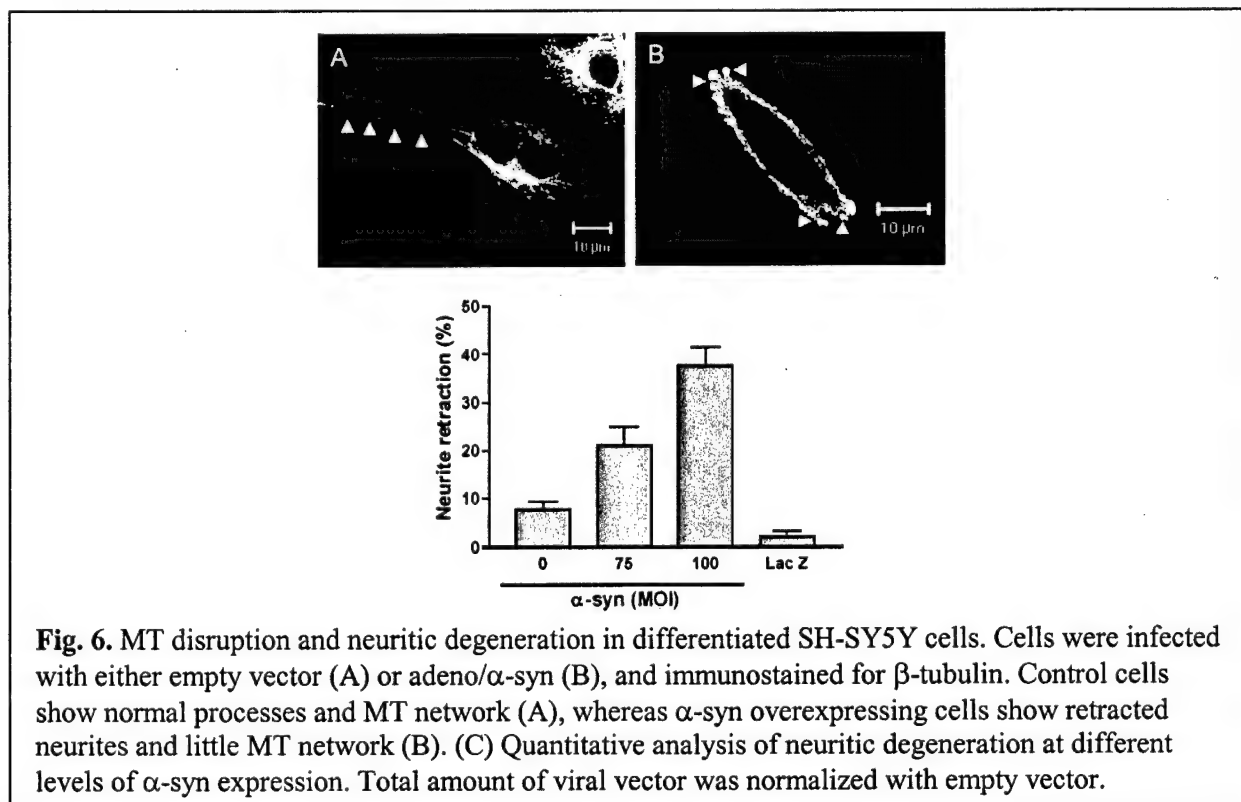 A
B
10 µm
10 µm
Neurite retraction (%)
50
40
30
20
10
0
0 75 100 Lac Z
α-syn (MOI)
Fig. 6. MT disruption and neuritic degeneration in differentiated SH-SY5Y cells. Cells were infected
with either empty vector (A) or adeno/α-syn (B), and immunostained for β-tubulin. Control cells
show normal processes and MT network (A), whereas α-syn overexpressing cells show retracted
neurites and little MT network (B). (C) Quantitative analysis of neuritic degeneration at different
levels of α-syn expression. Total amount of viral vector was normalized with empty vector.